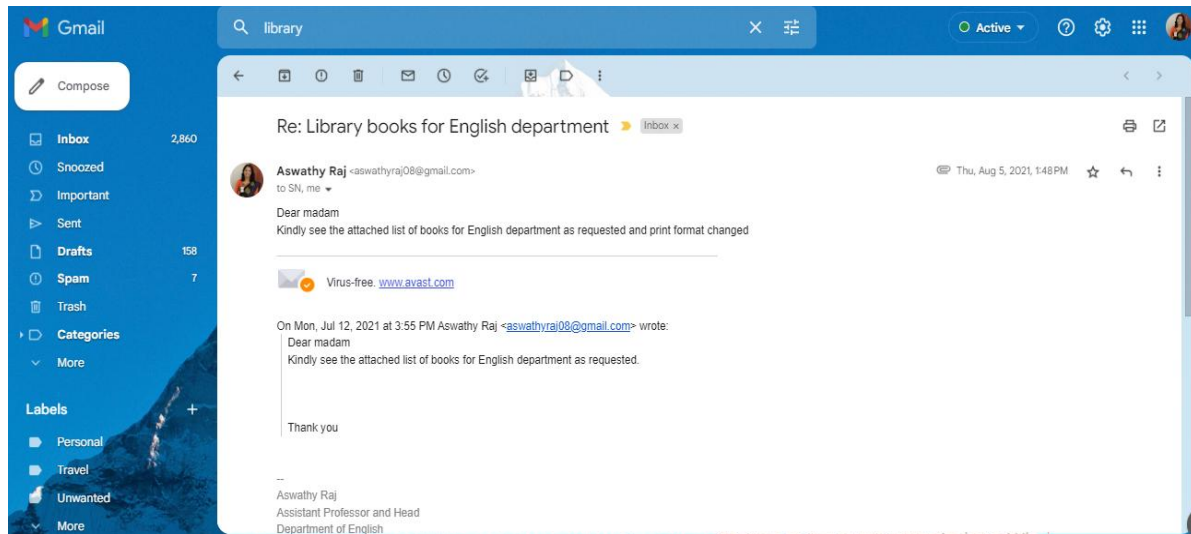 Gmail
library
Active
Compose
Inbox 2,860
Snoozed
Important
Sent
Drafts 158
Spam 7
Trash
Categories
More
Labels +
Personal
Travel
Unwanted
More
Re: Library books for English department Inbox x
Aswathy Raj <aswathyraj08@gmail.com> Thu, Aug 5, 2021, 1:48 PM
to SN, me
Dear madam
Kindly see the attached list of books for English department as requested and print format changed
Virus-free. www.avast.com
On Mon, Jul 12, 2021 at 3:55 PM Aswathy Raj <aswathyraj08@gmail.com> wrote:
Dear madam
Kindly see the attached list of books for English department as requested.
Thank you
--
Aswathy Raj
Assistant Professor and Head
Department of English